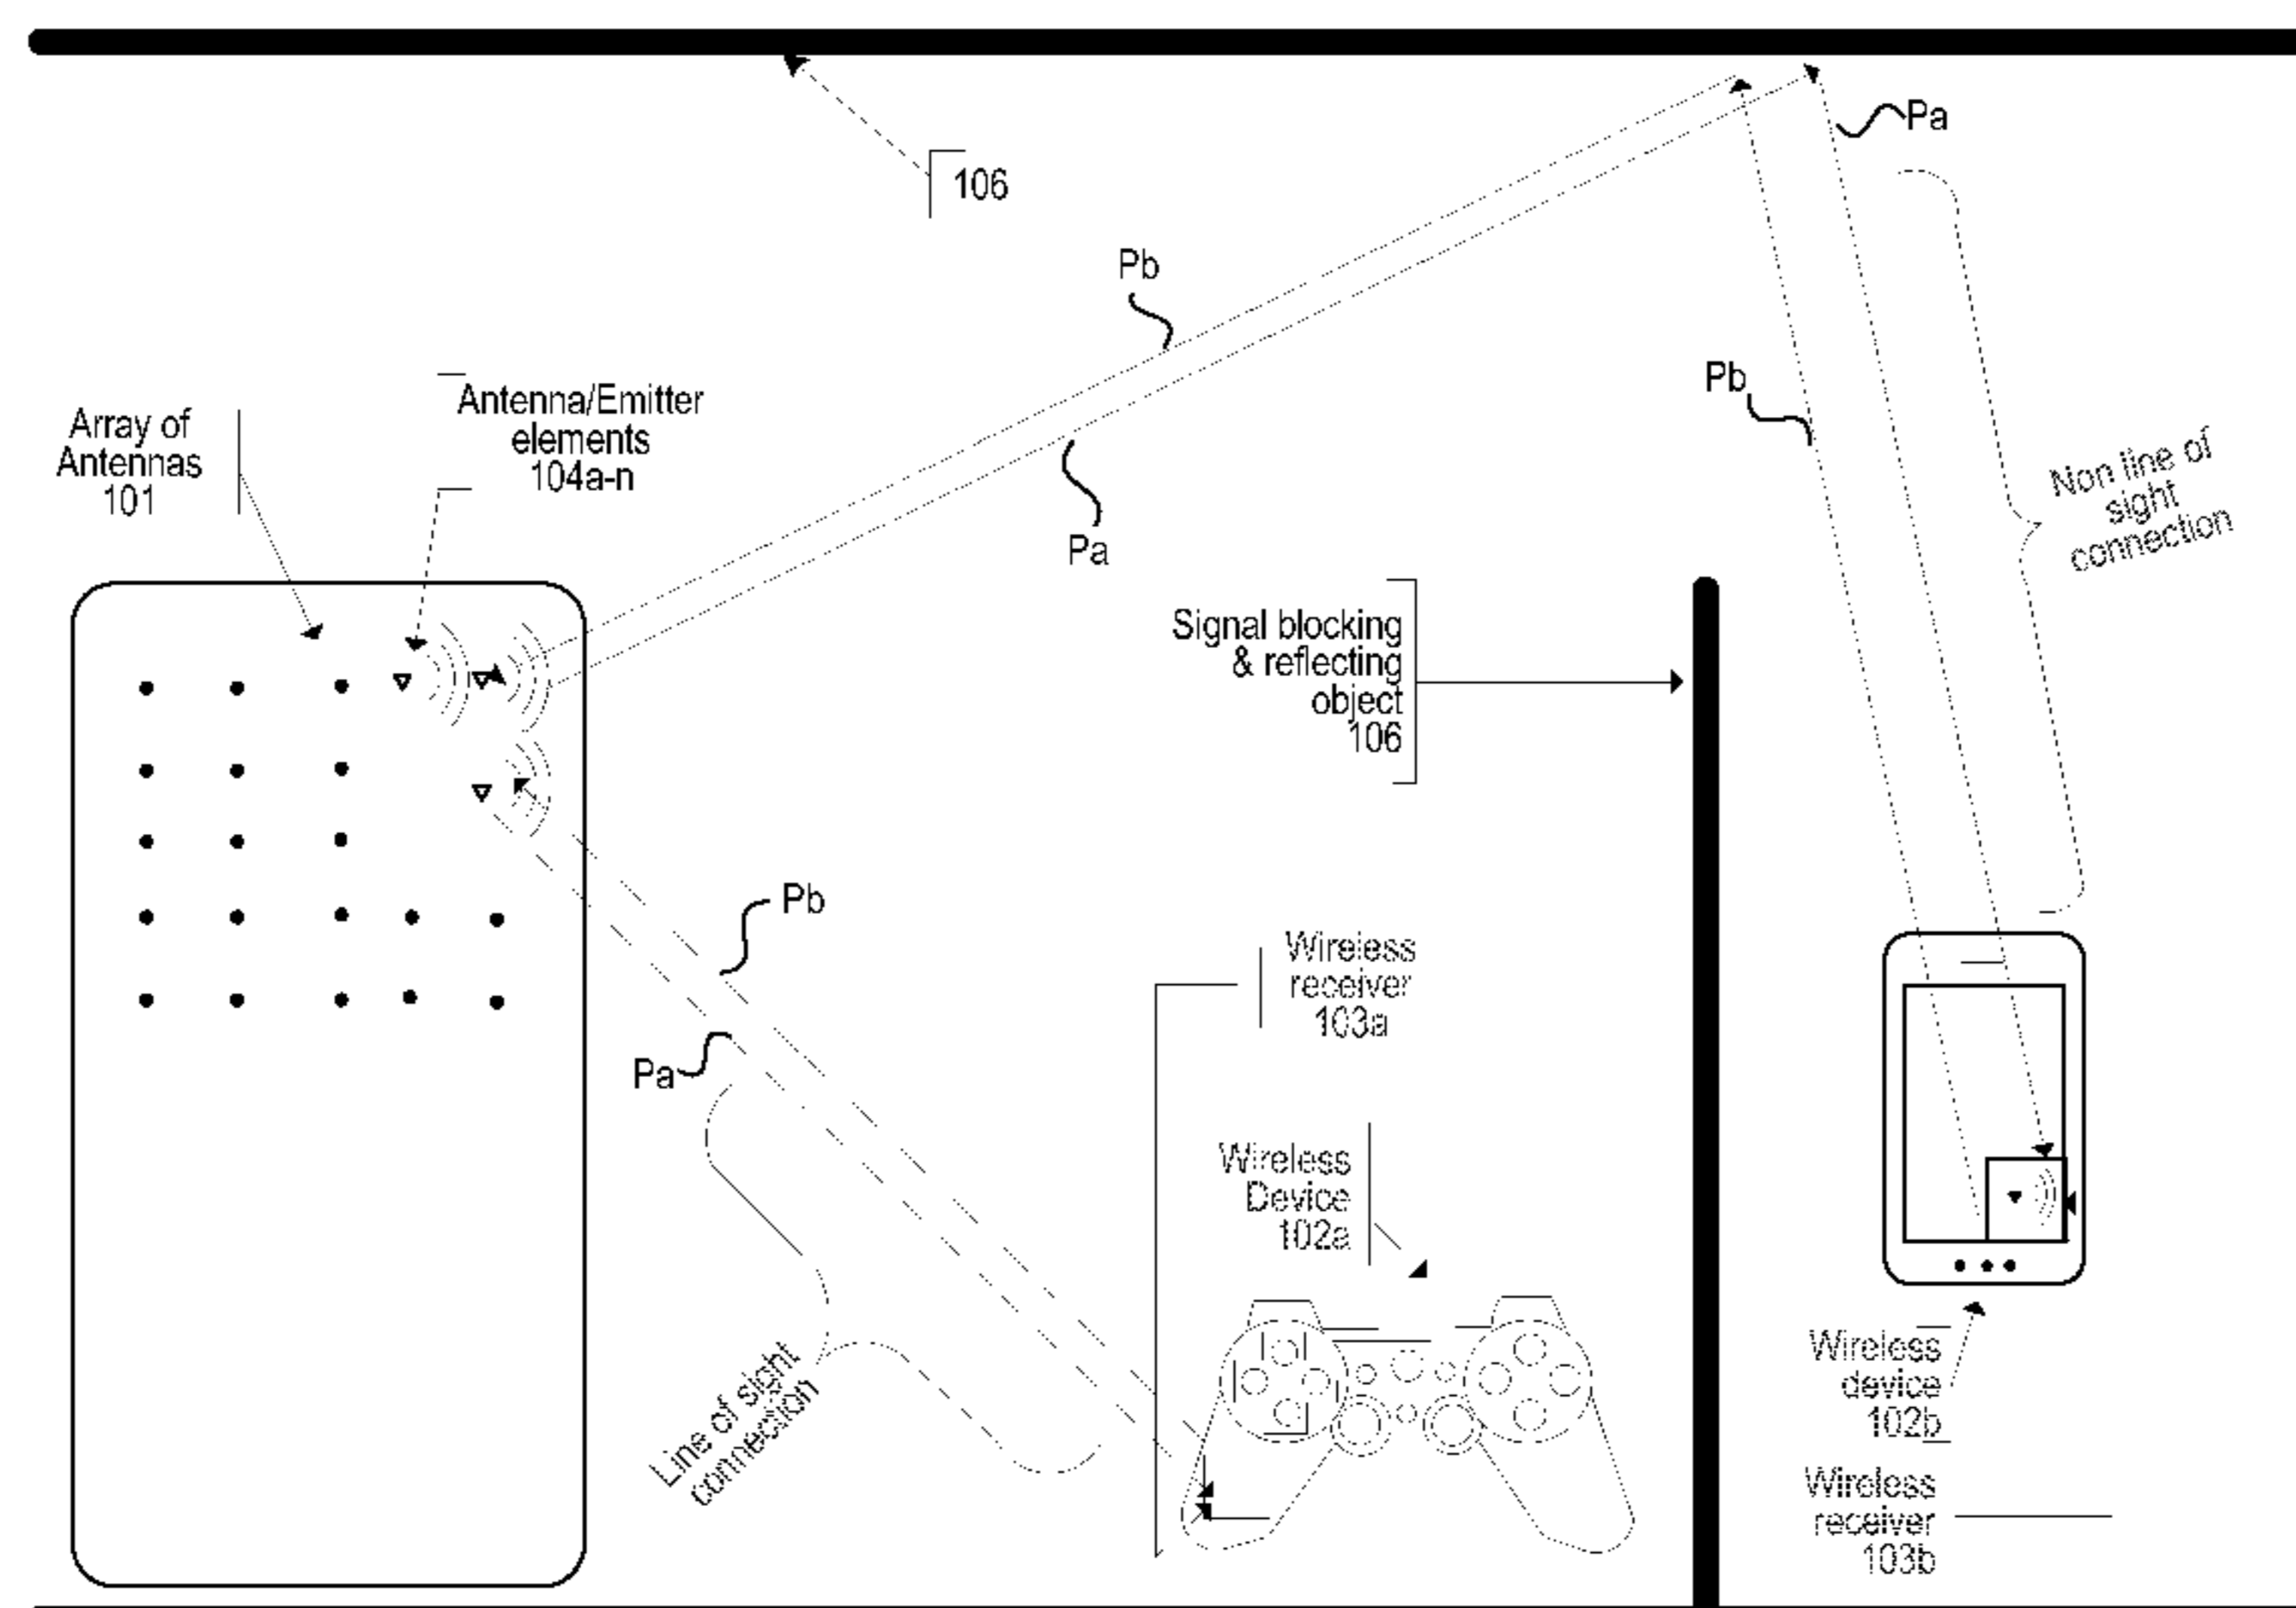 Pa
106
Pb
Pb
Antenna/Emitter
elements
104a-n
Array of
Antennas
101
Non line of
sight
connection
Pa
Signal blocking
& reflecting
object
106
Pb
Wireless
receiver
103a
Pa
Wireless
Device
102a
Line of sight
connection
Wireless
device
102b
Wireless
receiver
103b